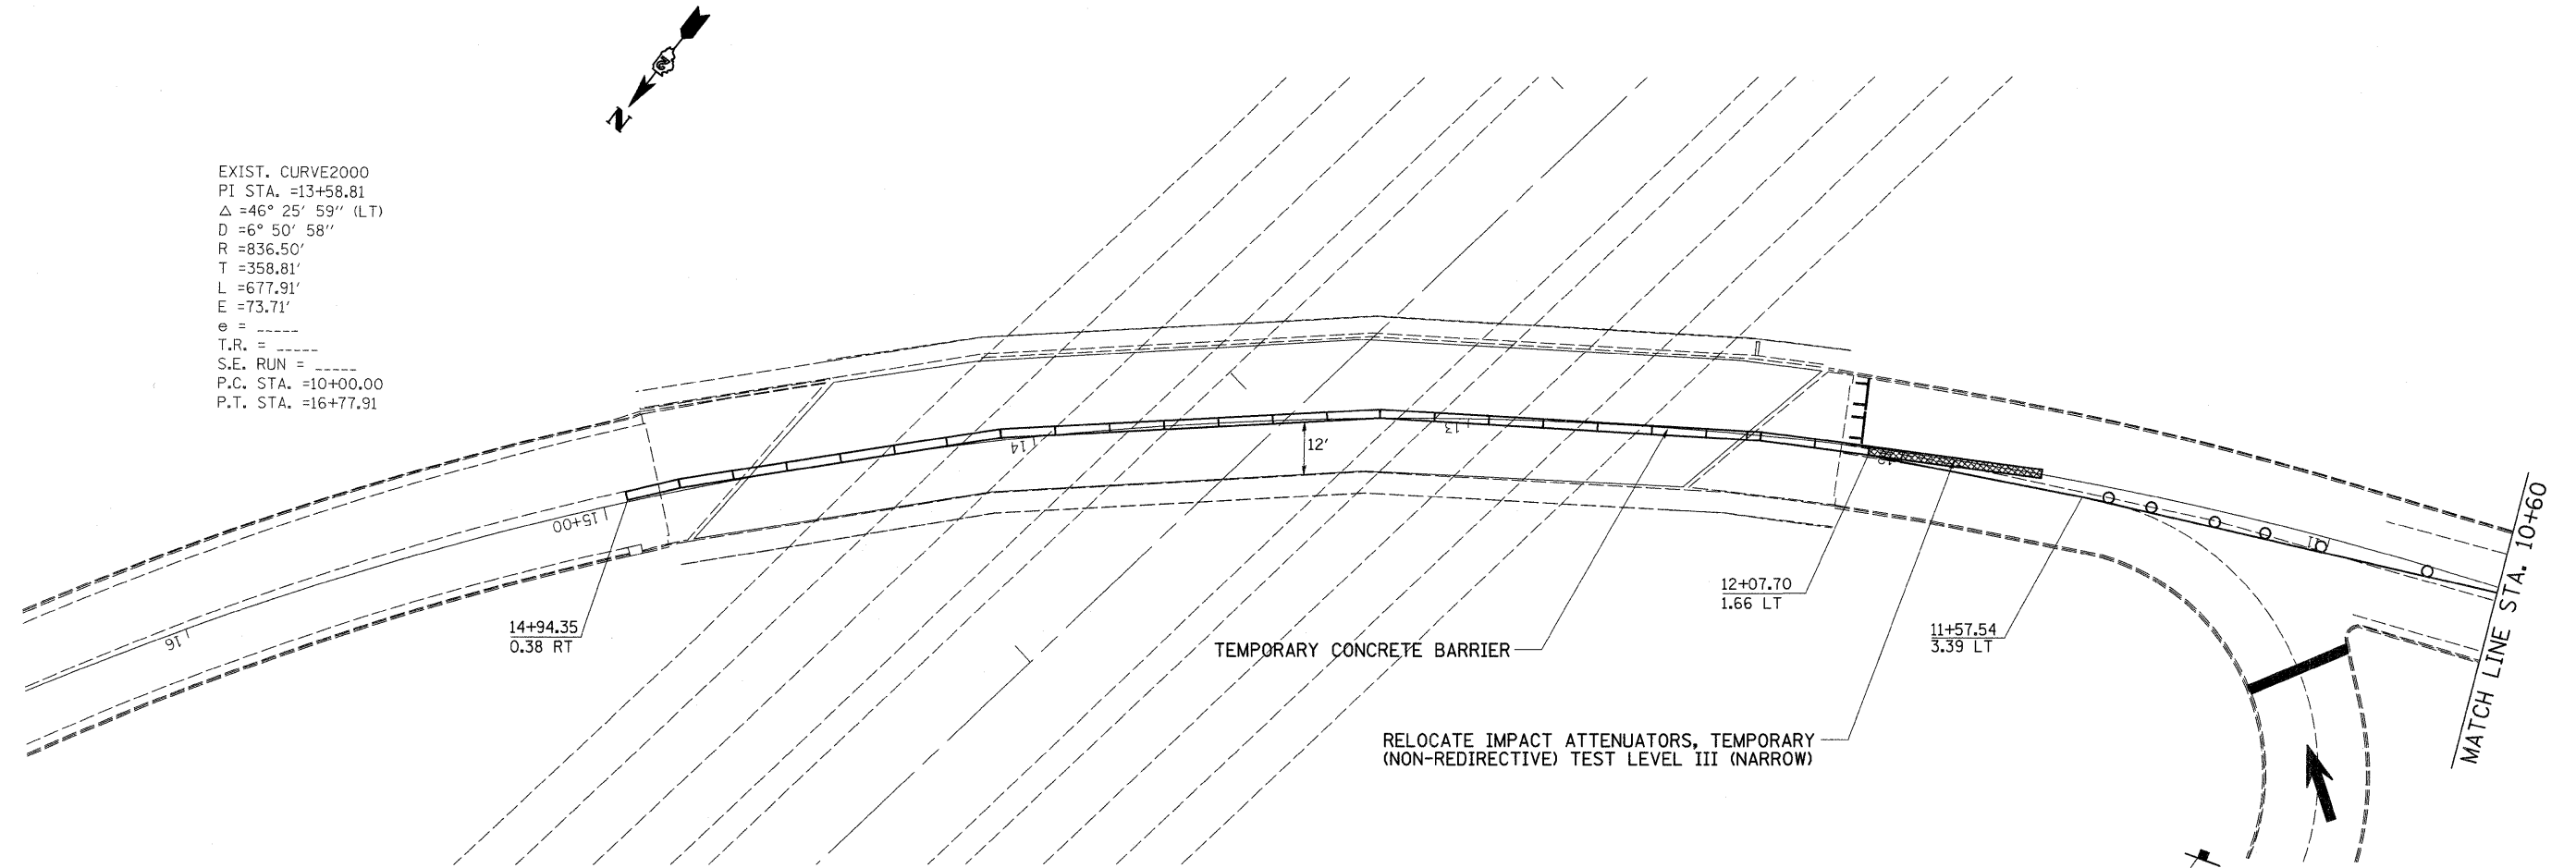 N
EXIST. CURVE2000
PI STA. =13+58.81
Δ =46° 25' 59'' (LT)
D =6° 50' 58''
R =836.50'
T =358.81'
L =677.91'
E =73.71'
e = _____
T.R. = _____
S.E. RUN = _____
P.C. STA. =10+00.00
P.T. STA. =16+77.91
16
15+00
14
13
12'
12
11
14+94.35
0.38 RT
12+07.70
1.66 LT
11+57.54
3.39 LT
TEMPORARY CONCRETE BARRIER
RELOCATE IMPACT ATTENUATORS, TEMPORARY
(NON-REDIRECTIVE) TEST LEVEL III (NARROW)
MATCH LINE STA. 10+60